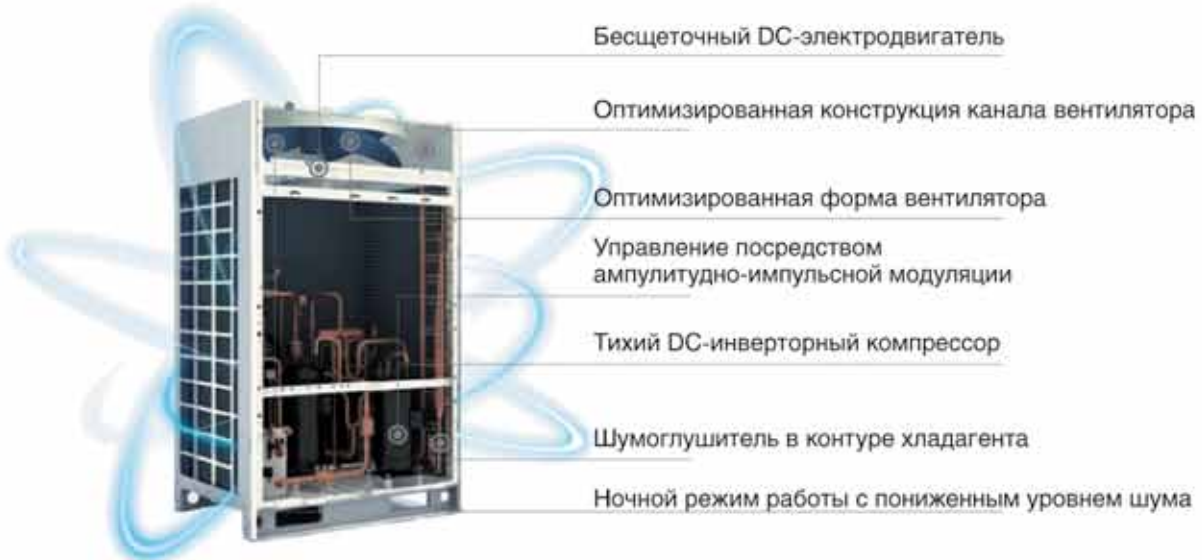 Бесщеточный DC-электродвигатель
Оптимизированная конструкция канала вентилятора
Оптимизированная форма вентилятора
Управление посредством
ампулитудно-импульсной модуляции
Тихий DC-инверторный компрессор
Шумоглушитель в контуре хладагента
Ночной режим работы с пониженным уровнем шума